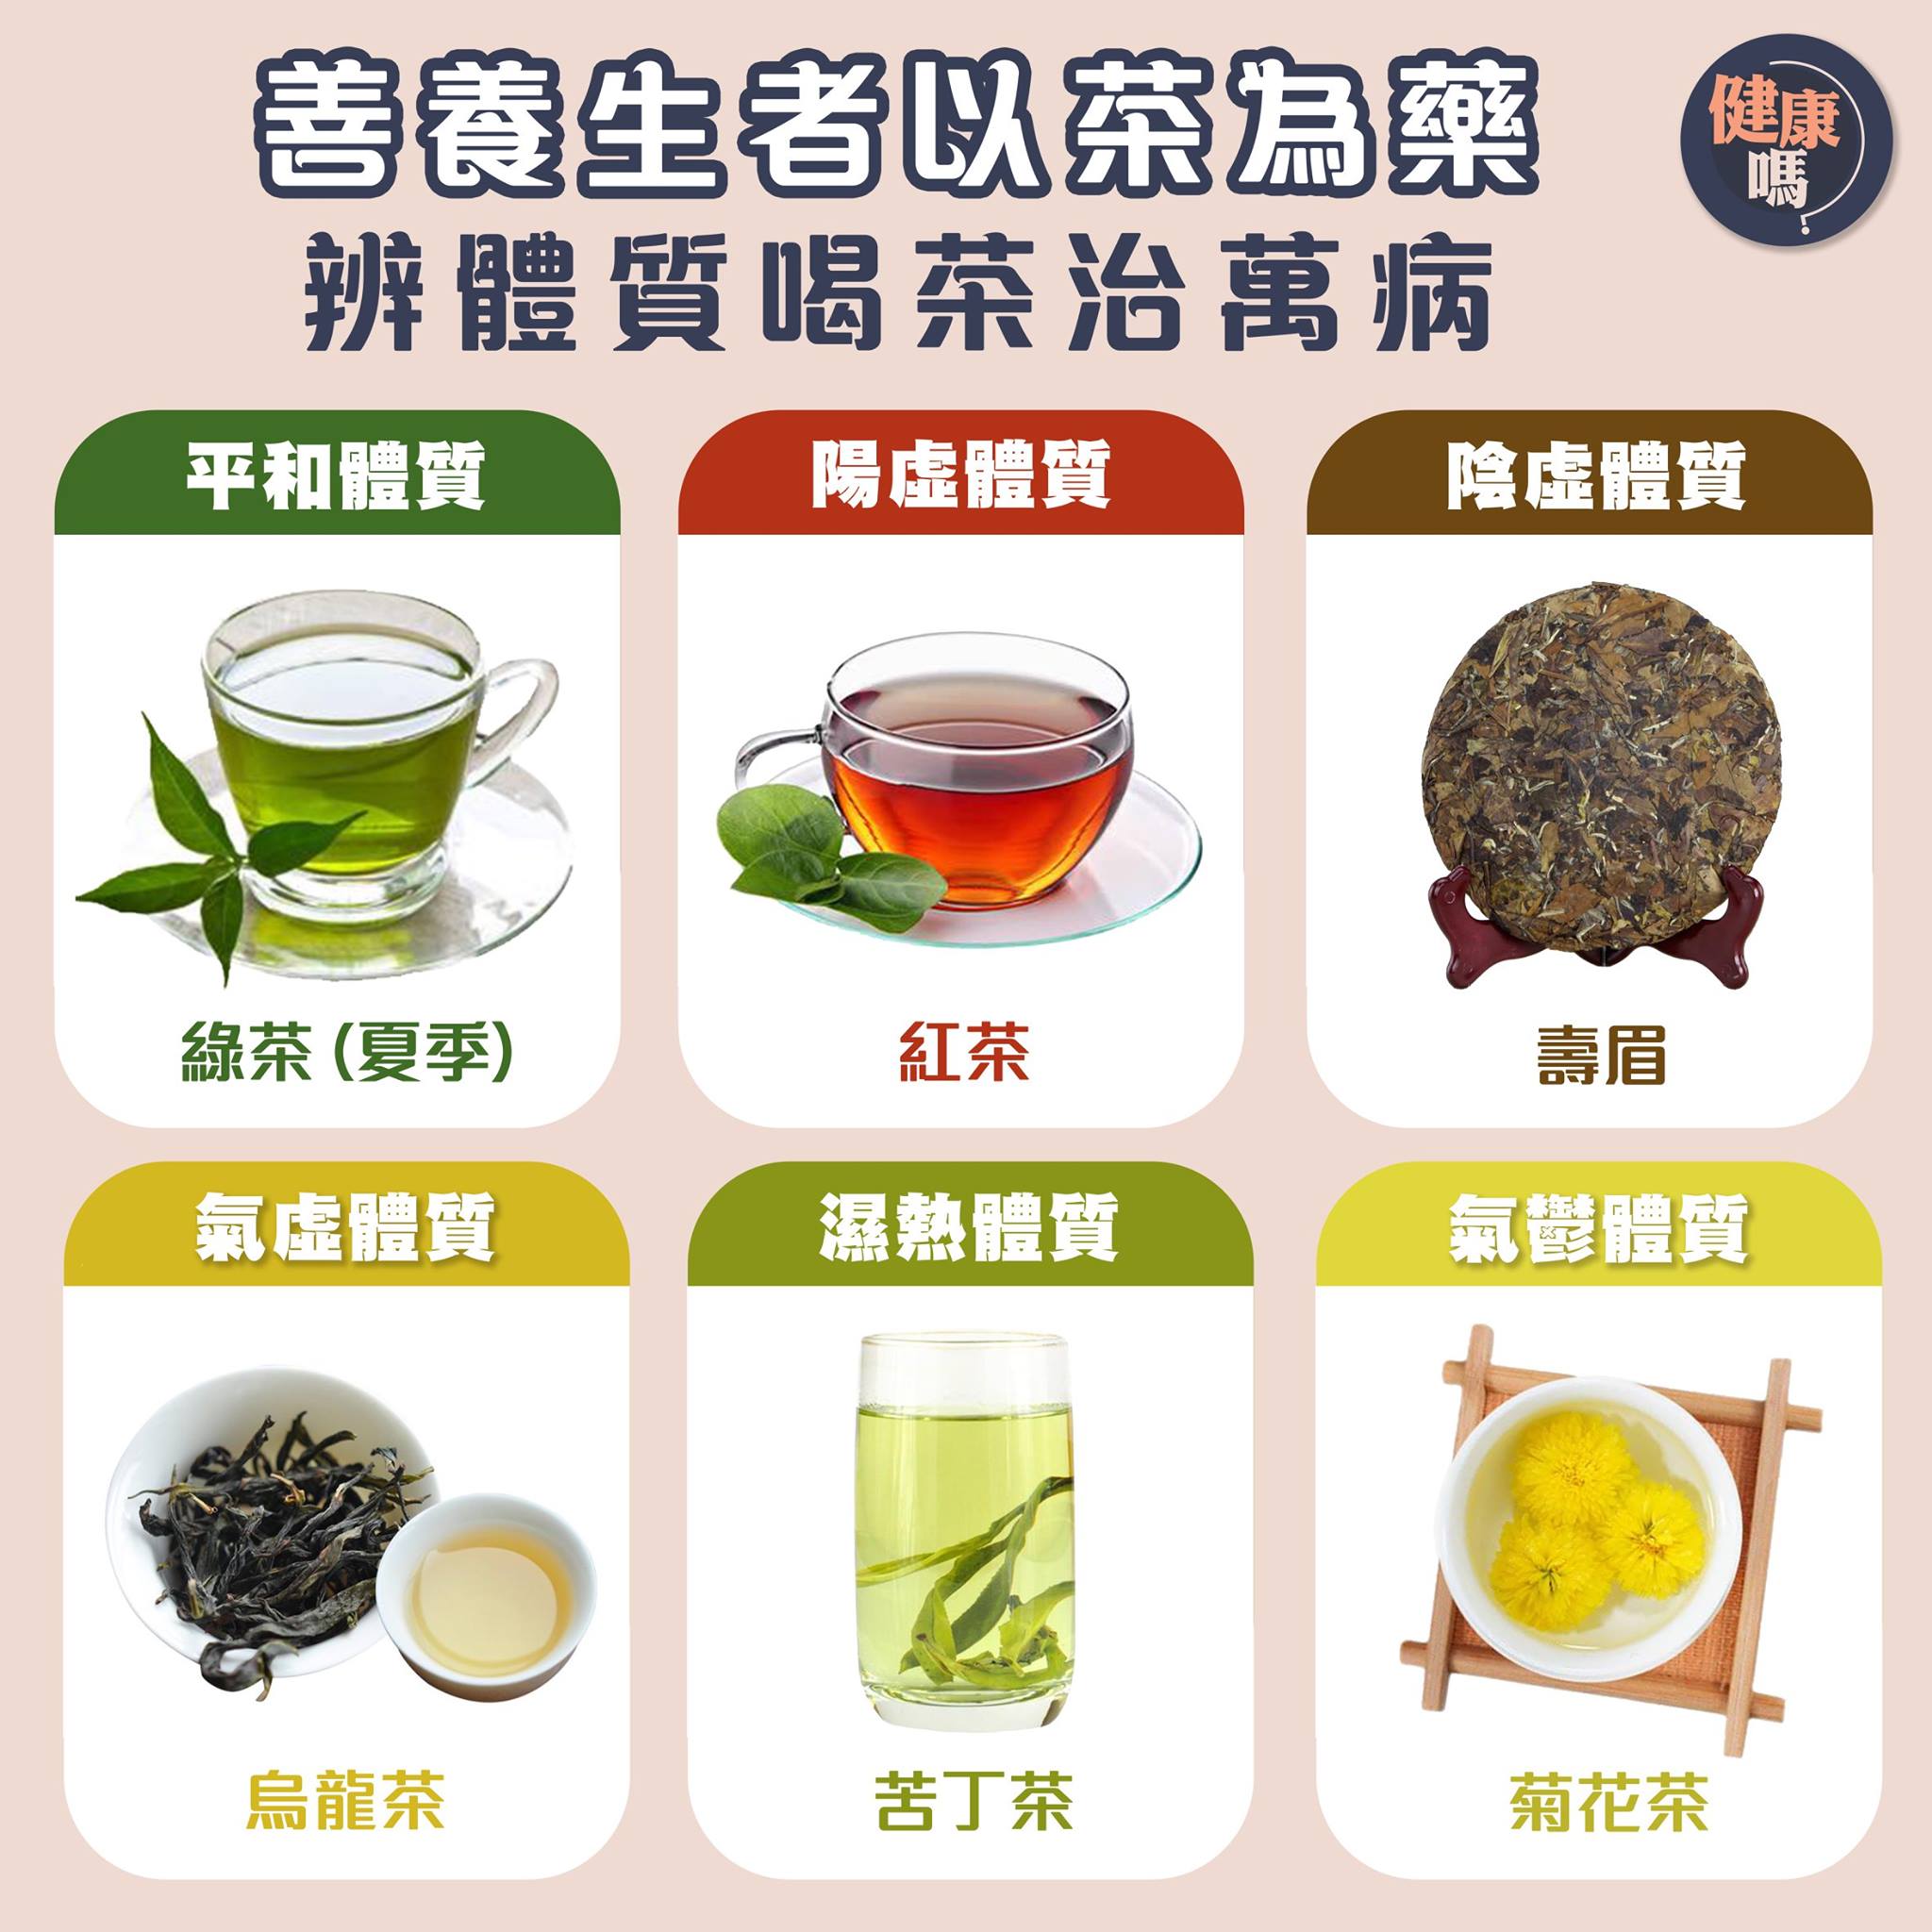 善養生者以茶為藥
健康
嗎?
辨體質喝茶治萬病
平和體質
陽虛體質
陰虛體質
綠茶(夏季)
紅茶
壽眉
氣虛體質
濕熱體質
氣鬱體質
烏龍茶
苦丁茶
菊花茶